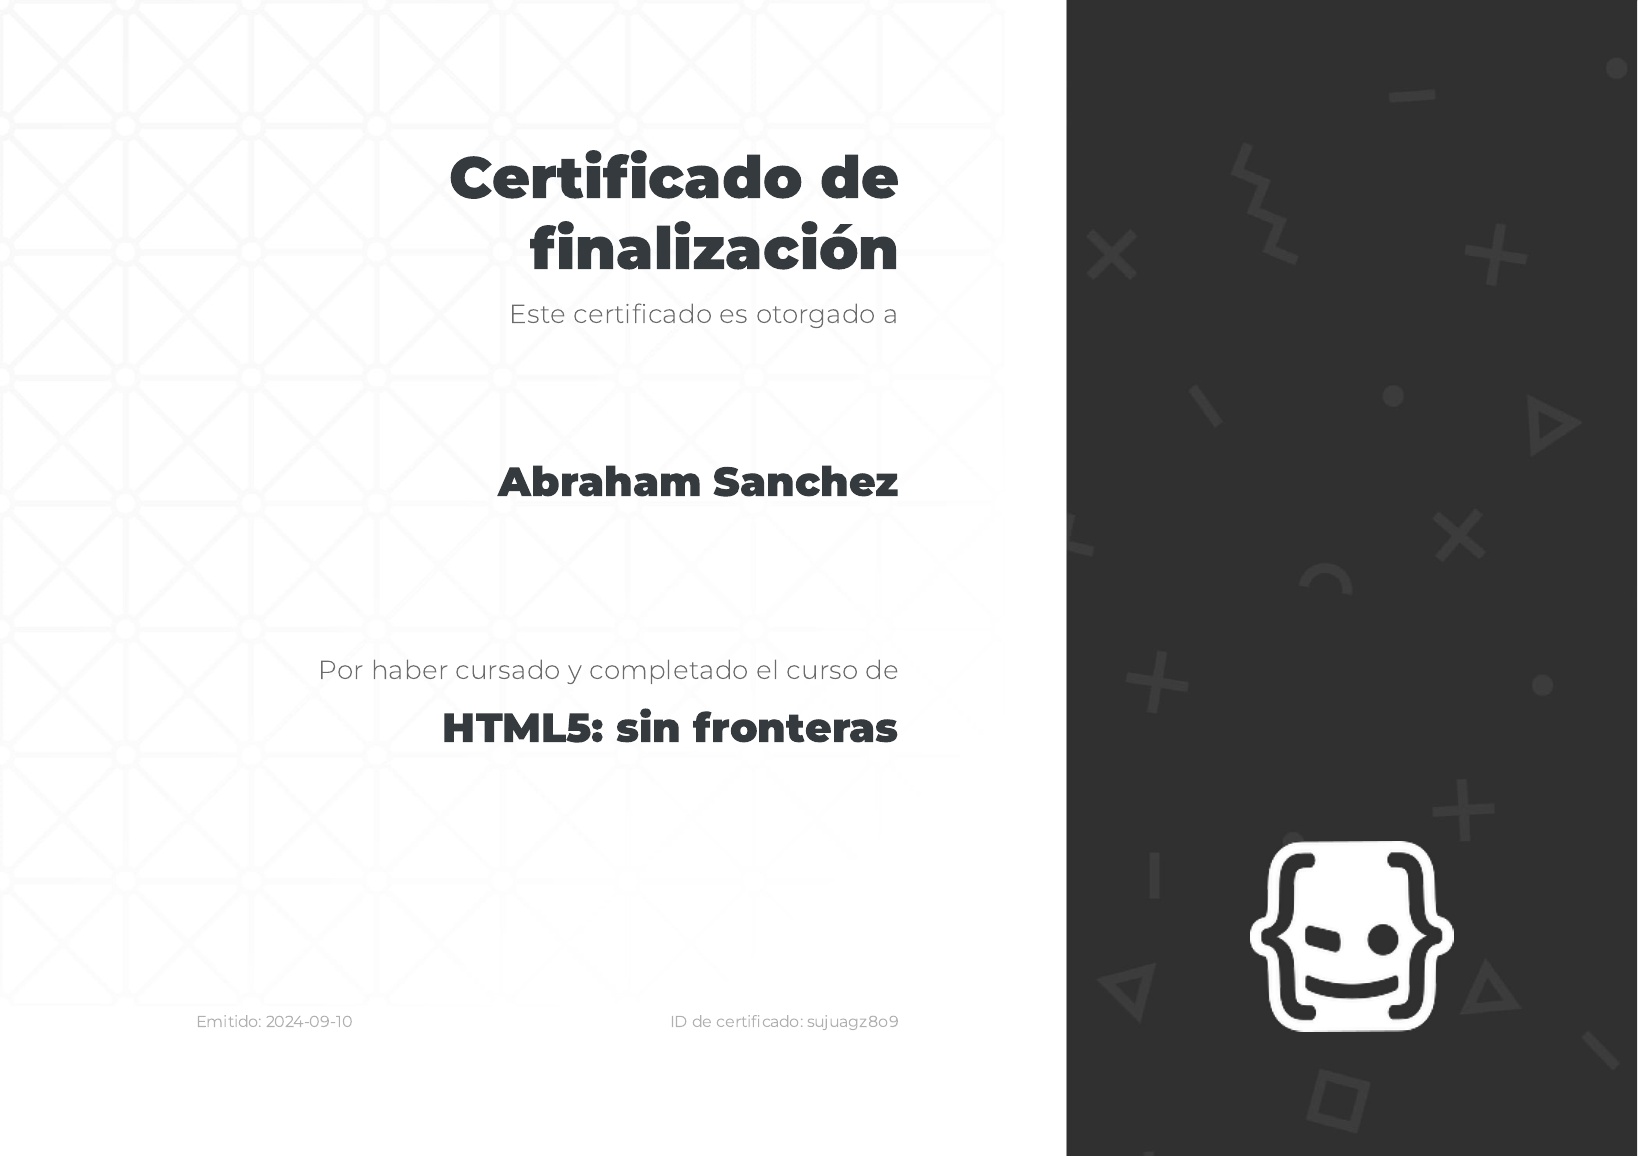 Certificado de
finalización
Este certificado es otorgado a
Abraham Sanchez
Por haber cursado y completado el curso de
HTML5: sin fronteras
Emitido: 2024-09-10
ID de certificado: sujuagz8o9